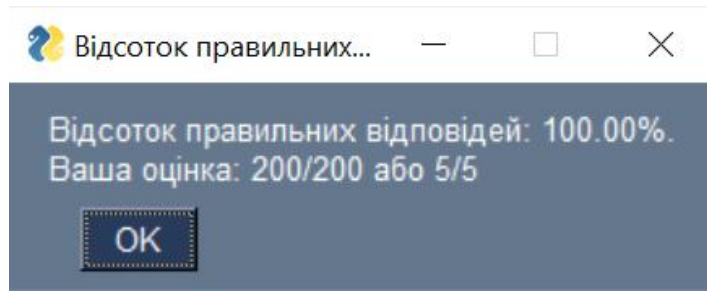 Відсоток правильних...
Відсоток правильних відповідей: 100.00%.
Ваша оцінка: 200/200 або 5/5
OK